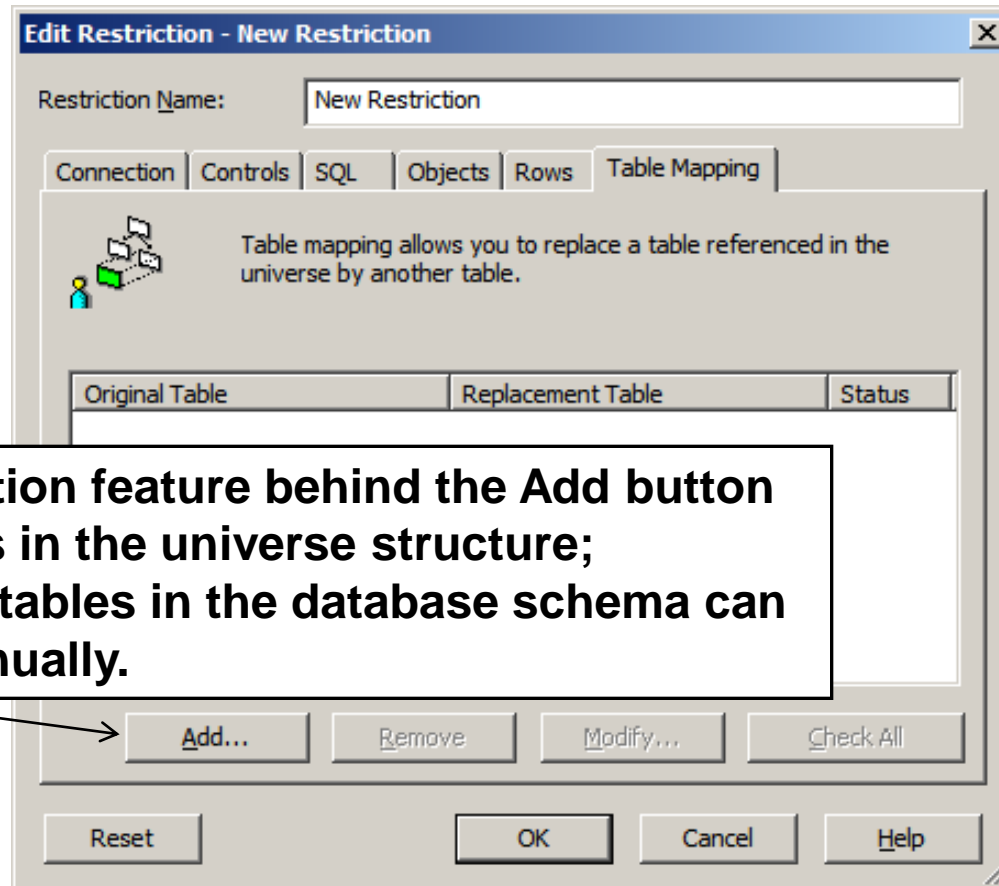 Edit Restriction - New Restriction
Restriction Name: New Restriction
Connection Controls SQL Objects Rows Table Mapping
Table mapping allows you to replace a table referenced in the
universe by another table.
Original Table Replacement Table Status
tion feature behind the Add button
s in the universe structure;
tables in the database schema can
nually.
Add... Remove Modify... Check All
Reset OK Cancel Help